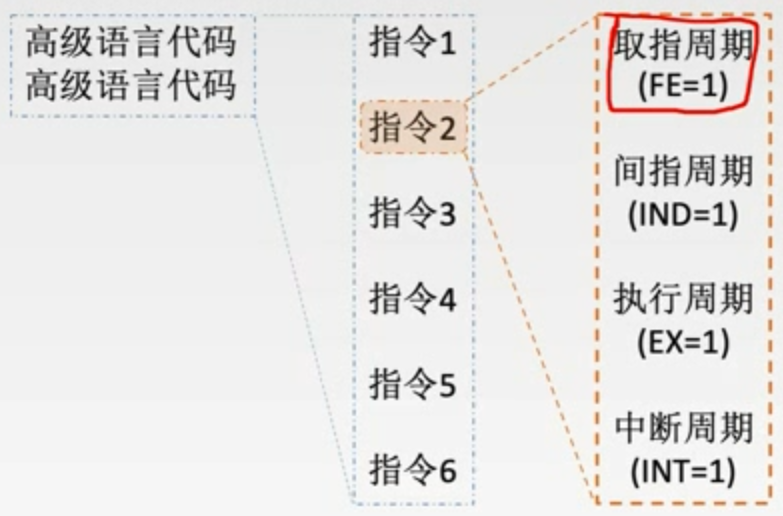 高级语言代码
高级语言代码
指令1
指令2
指令3
指令4
指令5
指令6
取指周期
(FE=1)
间指周期
(IND=1)
执行周期
(EX=1)
中断周期
(INT=1)